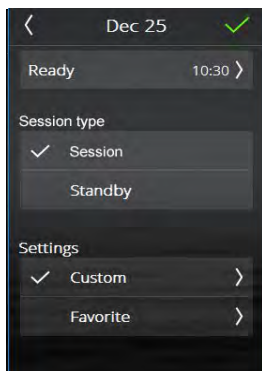 Dec 25
Ready 10:30
Session type
Session
Standby
Settings
Custom
Favorite